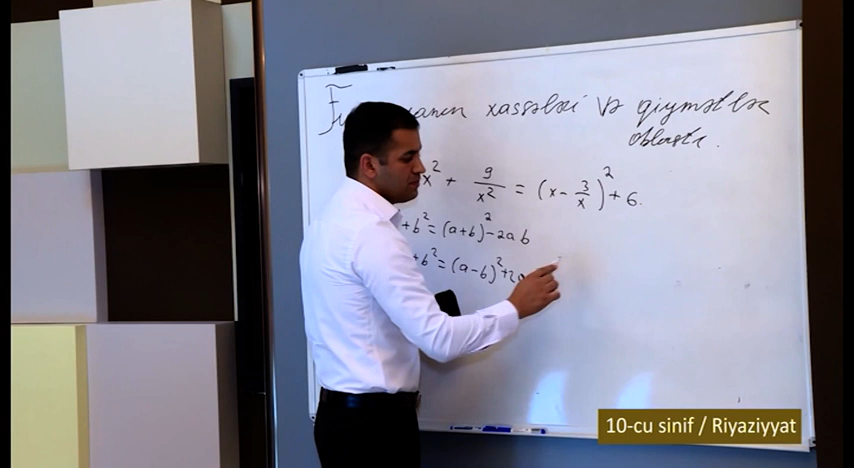 xassələri və qiymətlər
oblastı.
x² + 9/x² = (x - 3/x)² + 6.
+ b² = (a+b)² - 2ab
+ b² = (a-b)² + 2
10-cu sinif / Riyaziyyat